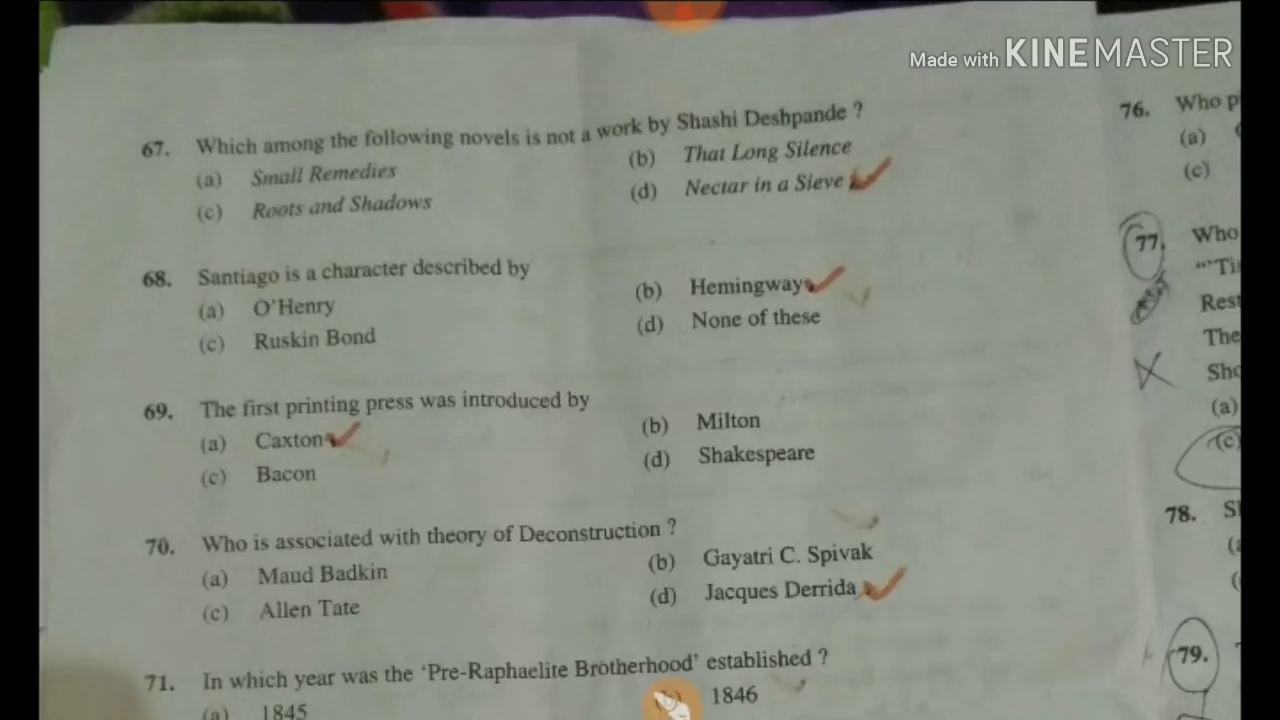 Made with KINEMASTER
67. Which among the following novels is not a work by Shashi Deshpande ?
(a) Small Remedies
(b) That Long Silence
(c) Roots and Shadows
(d) Nectar in a Sieve
68. Santiago is a character described by
(a) O'Henry
(b) Hemingway
(c) Ruskin Bond
(d) None of these
69. The first printing press was introduced by
(a) Caxton
(b) Milton
(c) Bacon
(d) Shakespeare
70. Who is associated with theory of Deconstruction ?
(a) Maud Badkin
(b) Gayatri C. Spivak
(c) Allen Tate
(d) Jacques Derrida
71. In which year was the 'Pre-Raphaelite Brotherhood' established ?
(a) 1845
1846
76. Who
(a)
(c)
77. Who
Rest
The
(a)
(c)
78.
79.